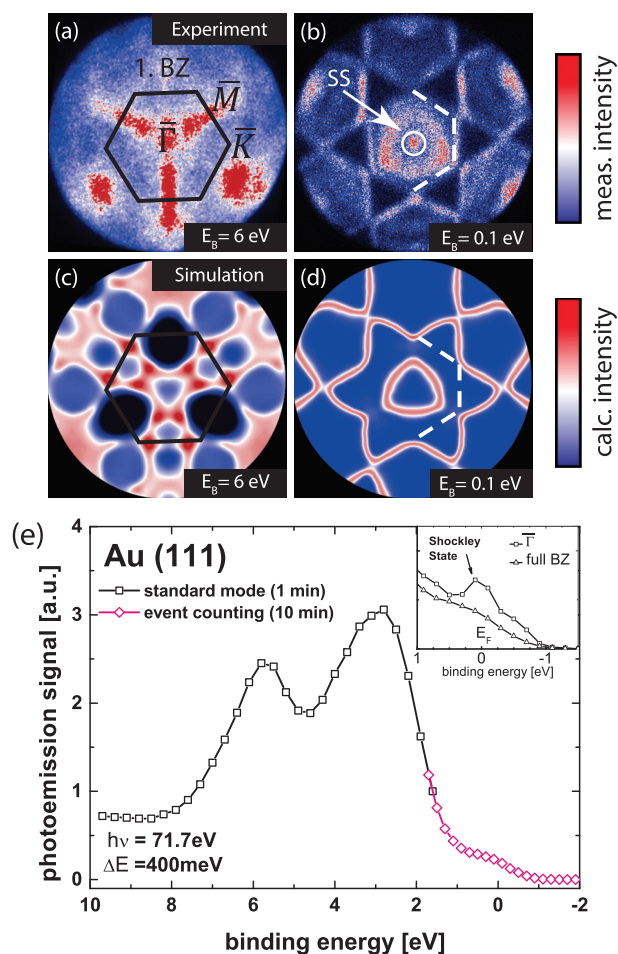 (a) Experiment
1. BZ
M̅
Γ̅
K̅
E_B= 6 eV
(b)
SS
E_B= 0.1 eV
meas. intensity
(c) Simulation
E_B= 6 eV
(d)
E_B= 0.1 eV
calc. intensity
(e)
Au (111)
standard mode (1 min)
event counting (10 min)
Shockley
State
Γ̅
full BZ
E_F
1 0 -1
binding energy [eV]
photoemission signal [a.u.]
4
3
2
1
0
hν = 71.7eV
ΔE =400meV
10 8 6 4 2 0 -2
binding energy [eV]